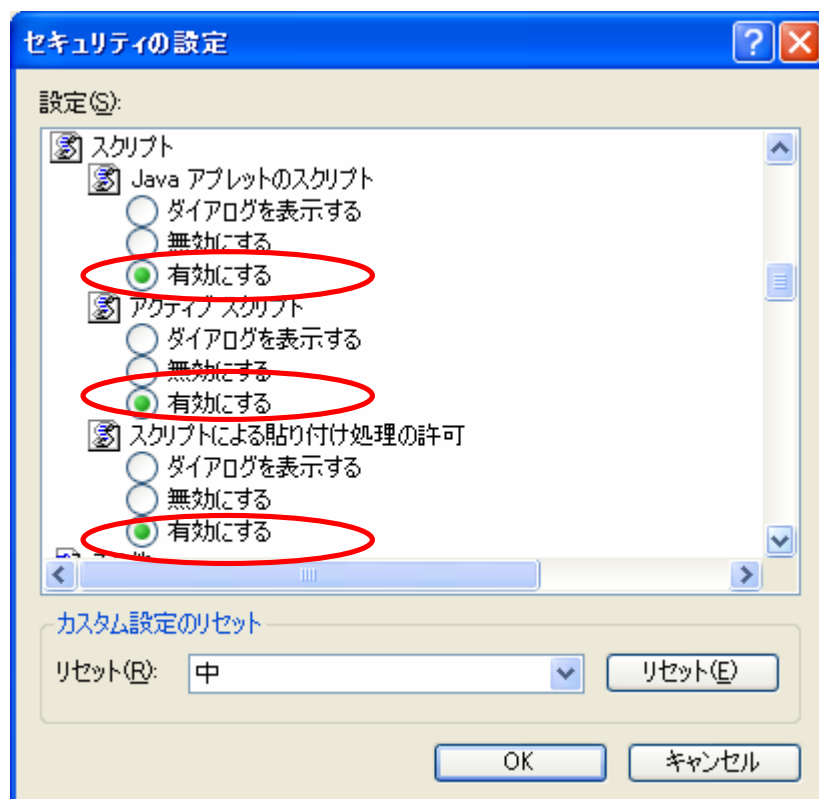 セキュリティの設定
設定(S):
スクリプト
Java アプレットのスクリプト
ダイアログを表示する
無効にする
有効にする
アクティブ スクリプト
ダイアログを表示する
無効にする
有効にする
スクリプトによる貼り付け処理の許可
ダイアログを表示する
無効にする
有効にする
カスタム設定のリセット
リセット(R): 中 リセット(E)
OK キャンセル